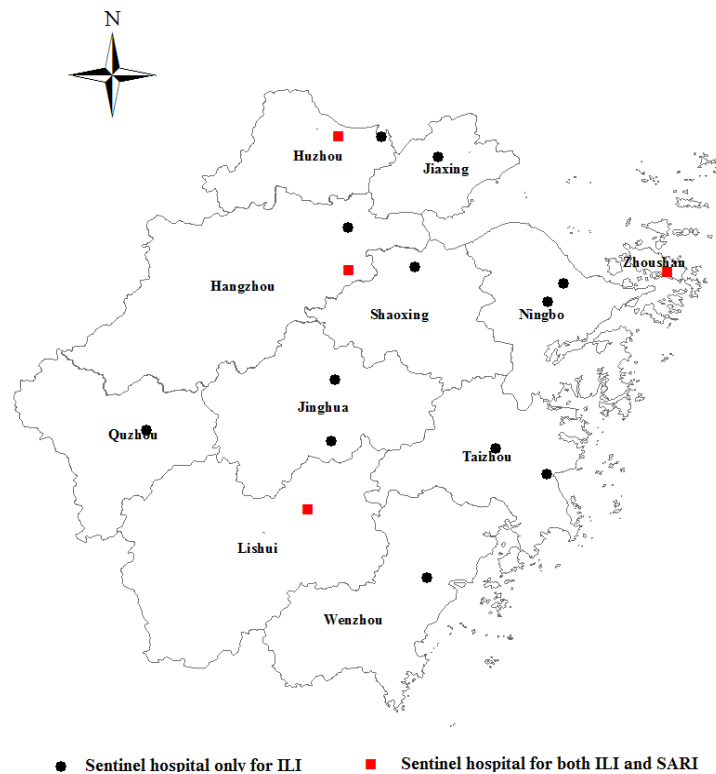 N
Huzhou
Jiaxing
Zhoushan
Hangzhou
Shaoxing
Ningbo
Jinghua
Quzhou
Taizhou
Lishui
Wenzhou
Sentinel hospital only for ILI
Sentinel hospital for both ILI and SARI